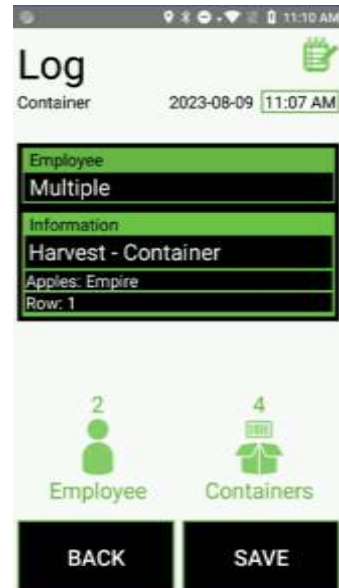 11:10 AM
Log
Container
2023-08-09 11:07 AM
Employee
Multiple
Information
Harvest - Container
Apples: Empire
Row: 1
2
4
Employee
Containers
BACK
SAVE